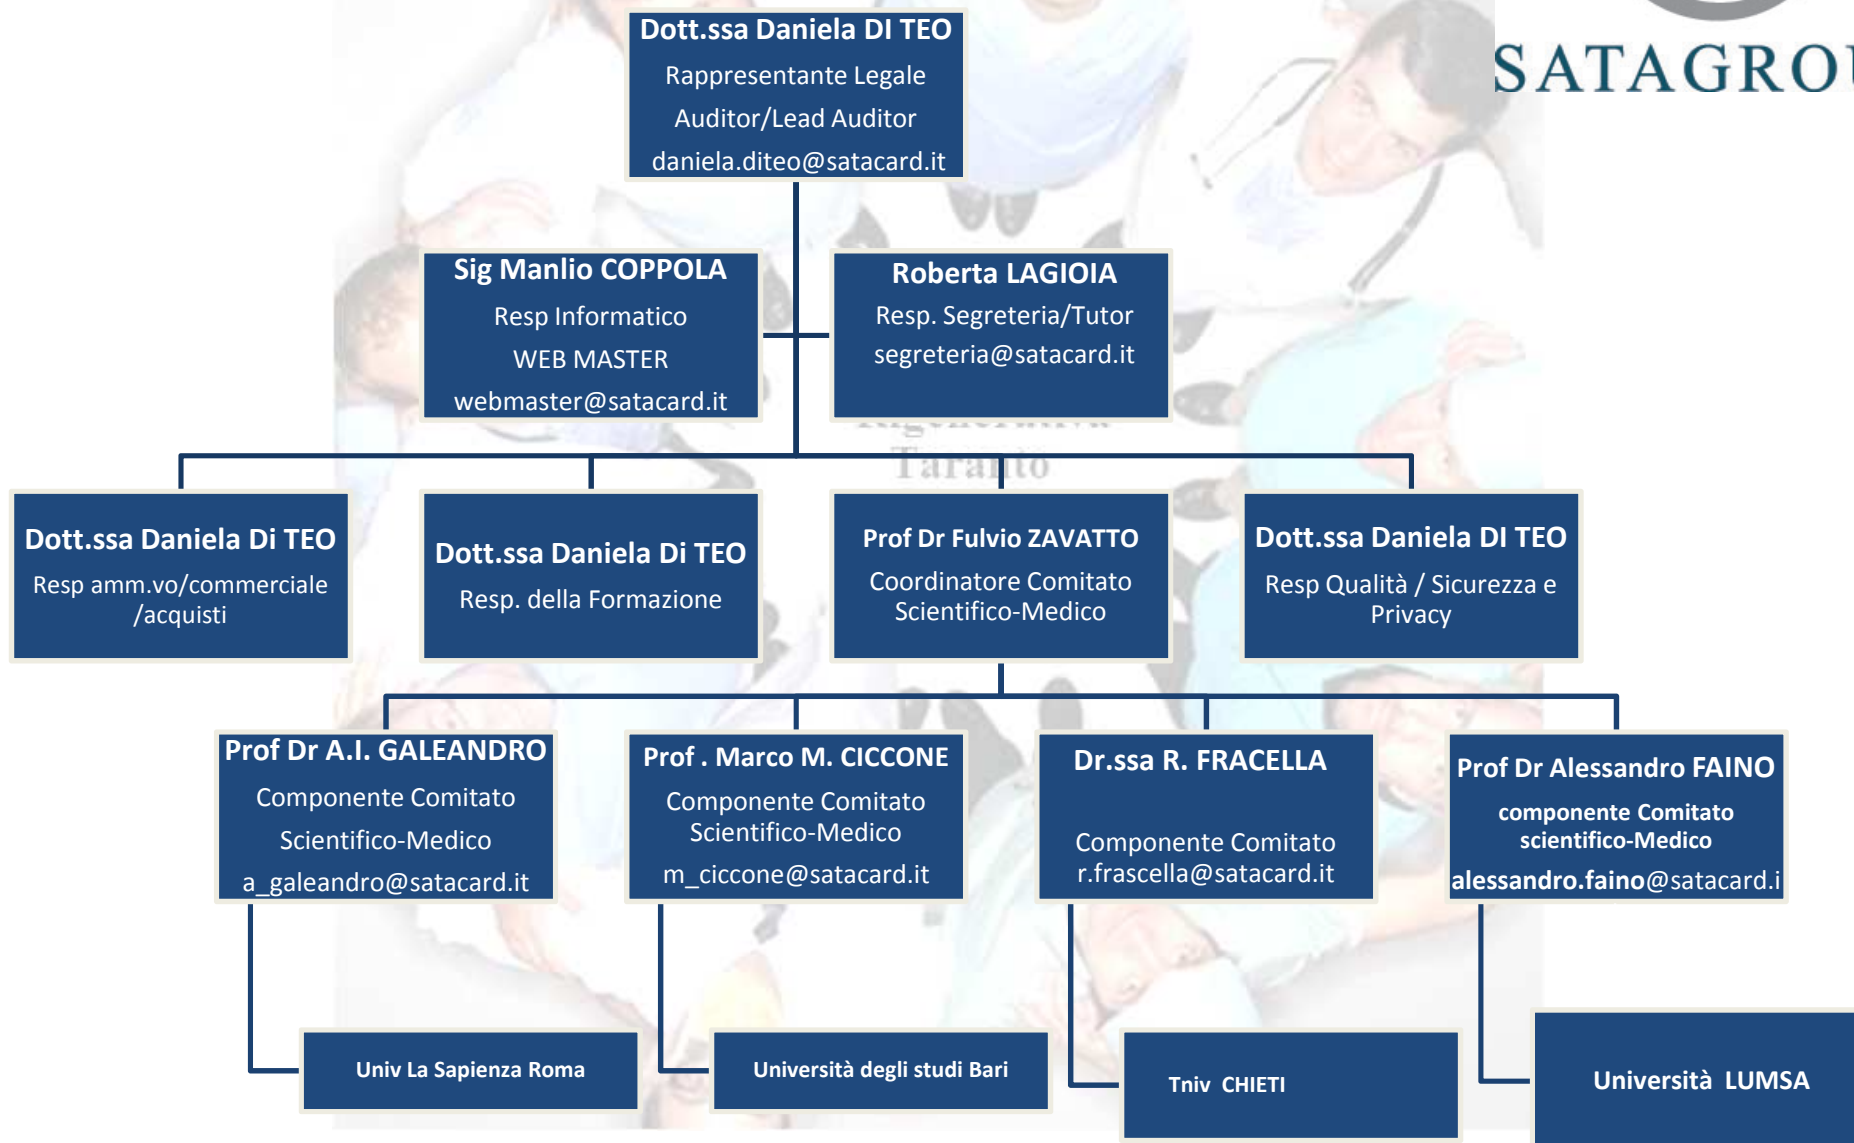 Dott.ssa Daniela DI TEO
Rappresentante Legale
Auditor/Lead Auditor
daniela.diteo@satacard.it
SATAGROU
Sig Manlio COPPOLA
Resp Informatico
WEB MASTER
webmaster@satacard.it
Roberta LAGIOIA
Resp. Segreteria/Tutor
segreteria@satacard.it
Rigenerativa
Taranto
Dott.ssa Daniela Di TEO
Resp amm.vo/commerciale
/acquisti
Dott.ssa Daniela Di TEO
Resp. della Formazione
Prof Dr Fulvio ZAVATTO
Coordinatore Comitato
Scientifico-Medico
Dott.ssa Daniela DI TEO
Resp Qualità / Sicurezza e
Privacy
Prof Dr A.I. GALEANDRO
Componente Comitato
Scientifico-Medico
a_galeandro@satacard.it
Prof . Marco M. CICCONE
Componente Comitato
Scientifico-Medico
m_ciccone@satacard.it
Dr.ssa R. FRACELLA
Componente Comitato
r.frascella@satacard.it
Prof Dr Alessandro FAINO
componente Comitato
scientifico-Medico
alessandro.faino@satacard.i
Univ La Sapienza Roma
Università degli studi Bari
Tniv CHIETI
Università LUMSA